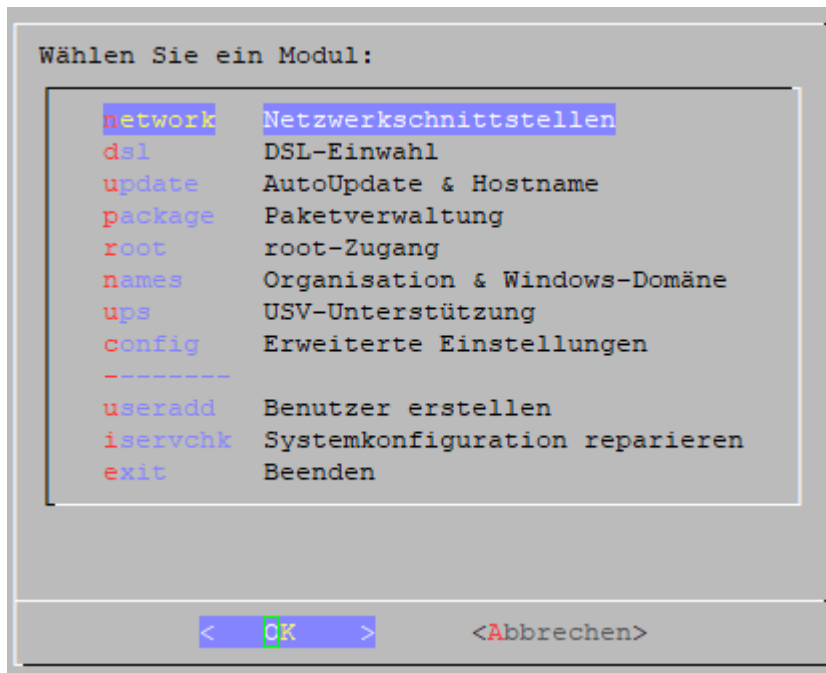 Wählen Sie ein Modul:
network Netzwerkschnittstellen
dsl DSL-Einwahl
update AutoUpdate & Hostname
package Paketverwaltung
root root-Zugang
names Organisation & Windows-Domäne
ups USV-Unterstützung
config Erweiterte Einstellungen
--------
useradd Benutzer erstellen
iservchk Systemkonfiguration reparieren
exit Beenden
< OK > <Abbrechen>